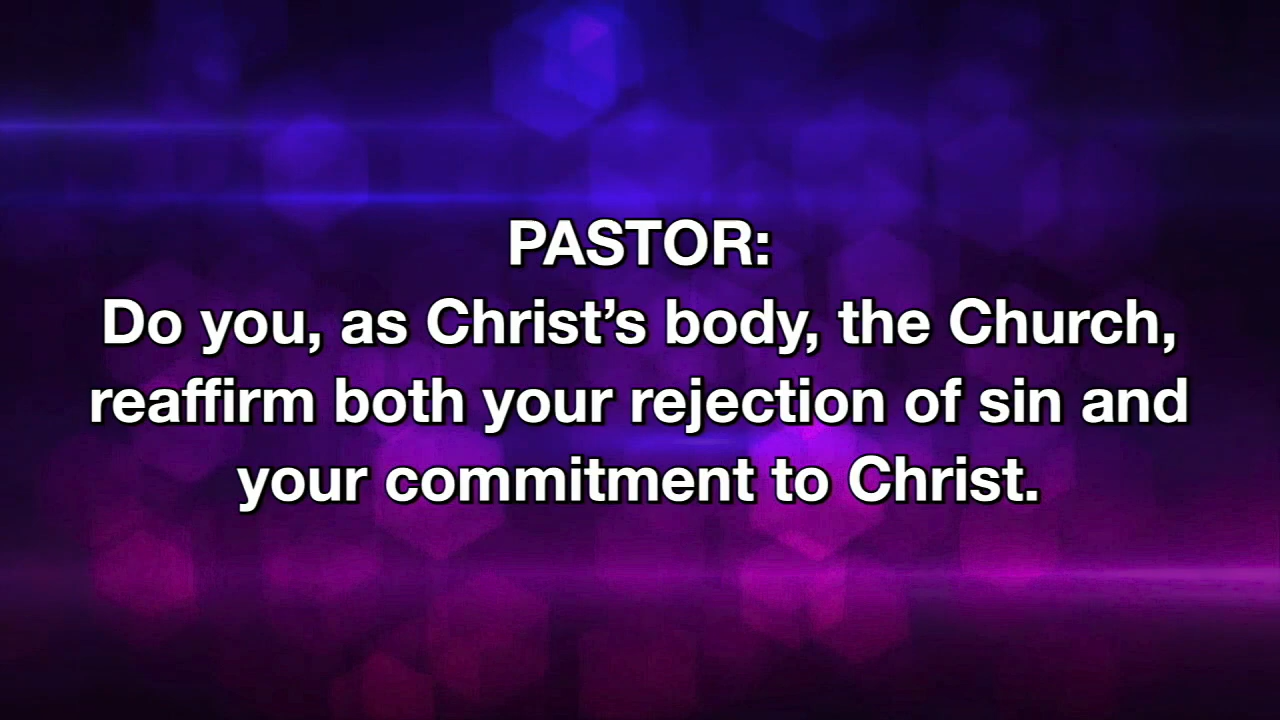 PASTOR:
Do you, as Christ’s body, the Church,
reaffirm both your rejection of sin and
your commitment to Christ.